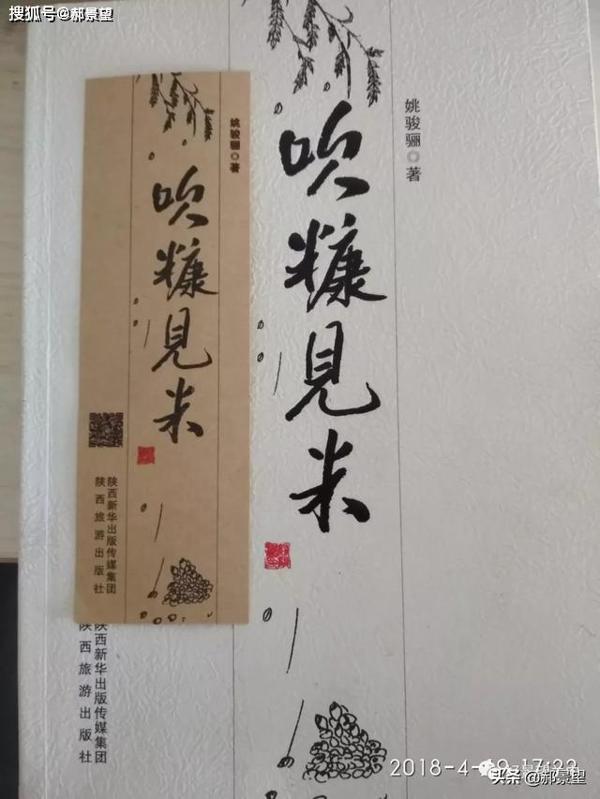 搜狐号@郝景望
姚骏骊◎著
吹糠見米
陕西新华出版传媒集团
陕西旅游出版社
姚骏骊◎著
吹糠見米
陕西新华出版传媒集团
陕西旅游出版社
2018-4-
17:23
头条@郝景望